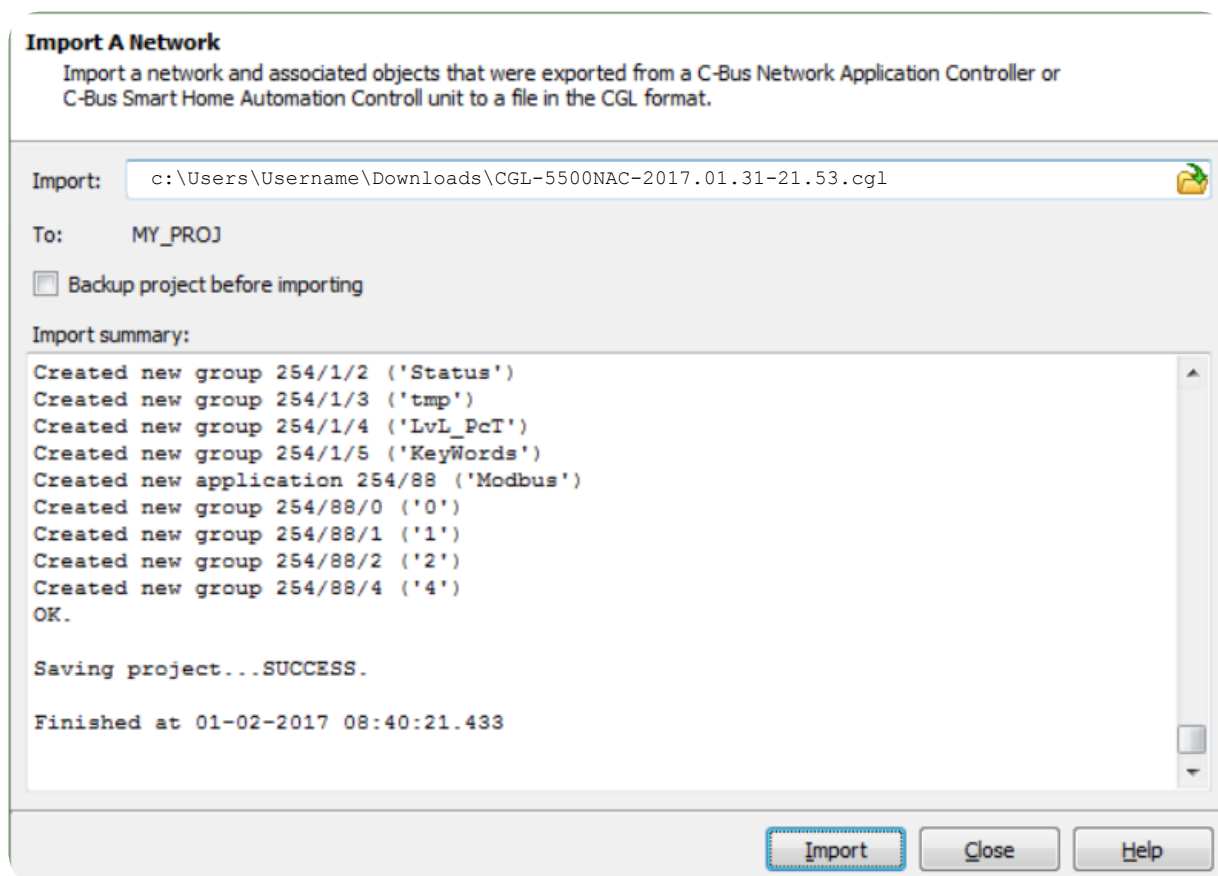 Import A Network
Import a network and associated objects that were exported from a C-Bus Network Application Controller or
C-Bus Smart Home Automation Controll unit to a file in the CGL format.
Import: c:\Users\Username\Downloads\CGL-5500NAC-2017.01.31-21.53.cgl
To: MY_PROJ
Backup project before importing
Import summary:
Created new group 254/1/2 ('Status')
Created new group 254/1/3 ('tmp')
Created new group 254/1/4 ('LvL_PcT')
Created new group 254/1/5 ('KeyWords')
Created new application 254/88 ('Modbus')
Created new group 254/88/0 ('0')
Created new group 254/88/1 ('1')
Created new group 254/88/2 ('2')
Created new group 254/88/4 ('4')
OK.
Saving project...SUCCESS.
Finished at 01-02-2017 08:40:21.433
Import Close Help